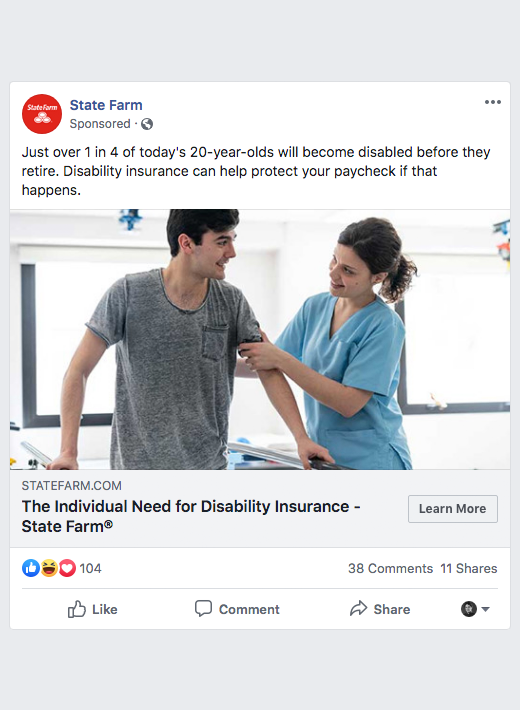 State Farm
State Farm
Sponsored ·
Just over 1 in 4 of today's 20-year-olds will become disabled before they
retire. Disability insurance can help protect your paycheck if that
happens.
STATEFARM.COM
The Individual Need for Disability Insurance -
State Farm®
Learn More
104
38 Comments 11 Shares
Like
Comment
Share